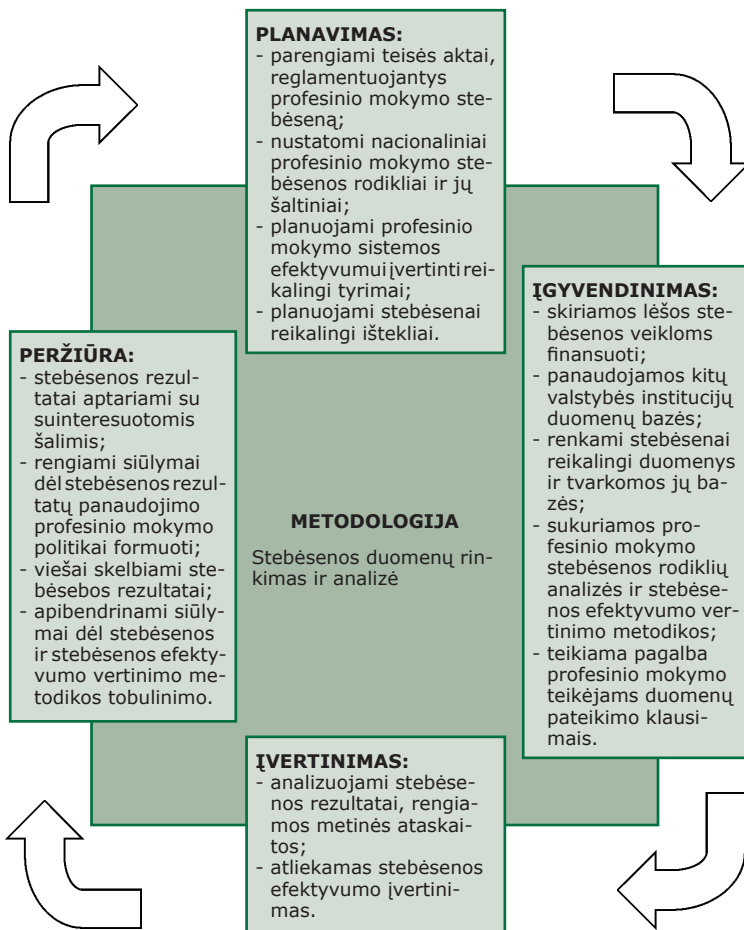 PLANAVIMAS:
- parengiami teisės aktai,
reglamentuojantys
profesinio mokymo ste-
bėseną;
- nustatomi nacionaliniai
profesinio mokymo ste-
bėsenos rodikliai ir jų
šaltiniai;
- planuojami profesinio
mokymo sistemos
efektyvumui įvertinti rei-
kalingi tyrimai;
- planuojami stebėsenai
reikalingi ištekliai.
ĮGYVENDINIMAS:
- skiriamos lėšos ste-
bėsenos veikloms
finansuoti;
- panaudojamos kitų
valstybės institucijų
duomenų bazės;
- renkami stebėsenai
reikalingi duomenys
ir tvarkomos jų ba-
zės;
- sukuriamos pro-
fesinio mokymo
stebėsenos rodiklių
analizės ir stebėse-
nos efektyvumo ver-
tinimo metodikos;
- teikiama pagalba
profesinio mokymo
teikėjams duomenų
pateikimo klausi-
mais.
PERŽIŪRA:
- stebėsenos rezul-
tatai aptariami su
suinteresuotomis
šalimis;
- rengiami siūlymai
dėl stebėsenos rezul-
tatų panaudojimo
profesinio mokymo
politikai formuoti;
- viešai skelbiami ste-
bėsebos rezultatai;
- apibendrinami siūly-
mai dėl stebėsenos
ir stebėsenos efekty-
vumo vertinimo me-
todikos tobulinimo.
METODOLOGIJA
Stebėsenos duomenų rin-
kimas ir analizė
ĮVERTINIMAS:
- analizuojami stebėse-
nos rezultatai, rengia-
mos metinės ataskai-
tos;
- atliekamas stebėsenos
efektyvumo įvertini-
mas.